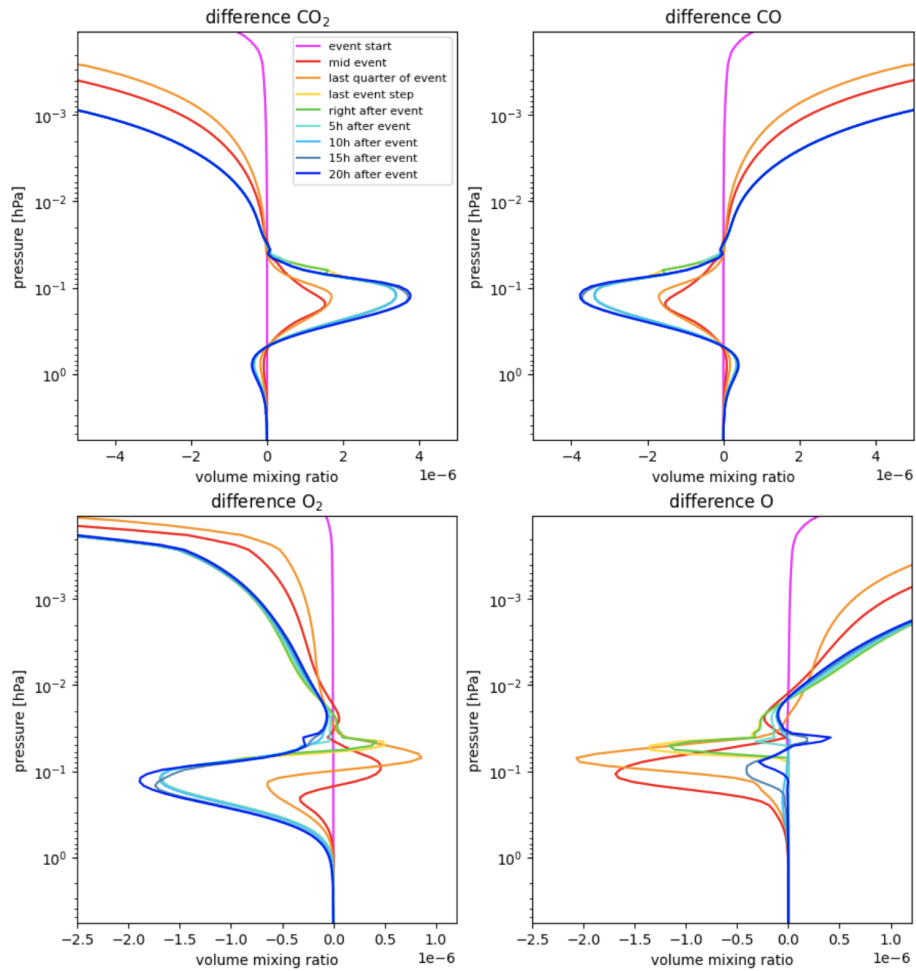 difference CO₂
difference CO
event start
mid event
last quarter of event
last event step
right after event
5h after event
10h after event
15h after event
20h after event
pressure [hPa]
10⁻³
10⁻²
10⁻¹
10⁰
−4 −2 0 2 4
1e−6
volume mixing ratio
pressure [hPa]
10⁻³
10⁻²
10⁻¹
10⁰
−4 −2 0 2 4
1e−6
volume mixing ratio
difference O₂
difference O
pressure [hPa]
10⁻³
10⁻²
10⁻¹
10⁰
−2.5 −2.0 −1.5 −1.0 −0.5 0.0 0.5 1.0
1e−6
volume mixing ratio
pressure [hPa]
10⁻³
10⁻²
10⁻¹
10⁰
−2.5 −2.0 −1.5 −1.0 −0.5 0.0 0.5 1.0
1e−6
volume mixing ratio